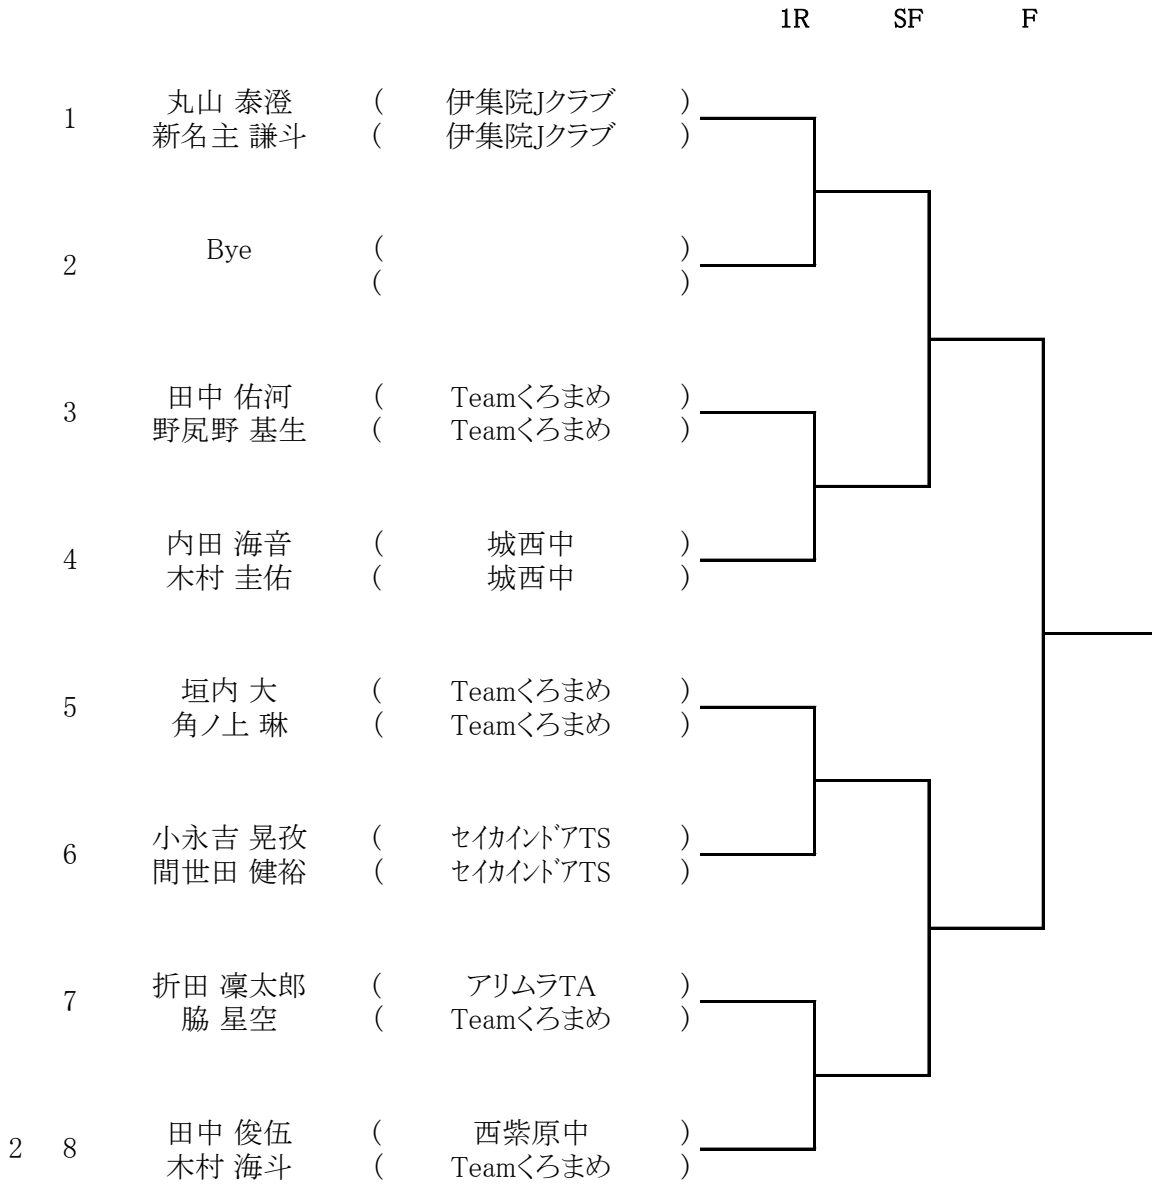 1R SF F
丸山 泰澄 ( 伊集院Jクラブ )
1
新名主 謙斗 ( 伊集院Jクラブ )
Bye ( )
2
( )
田中 佑河 ( Teamくろまめ )
3
野尻野 基生 ( Teamくろまめ )
内田 海音 ( 城西中 )
4
木村 圭佑 ( 城西中 )
垣内 大 ( Teamくろまめ )
5
角ノ上 琳 ( Teamくろまめ )
小永吉 晃孜 ( セイカインドアTS )
6
間世田 健裕 ( セイカインドアTS )
折田 凜太郎 ( アリムラTA )
7
脇 星空 ( Teamくろまめ )
田中 俊伍 ( 西紫原中 )
2 8
木村 海斗 ( Teamくろまめ )